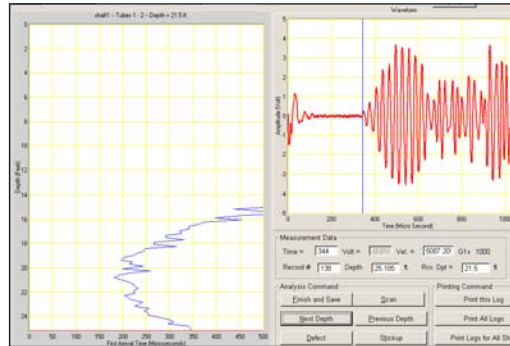 shaft1 - Tubes 1 - 2 - Depth = 21.5 ft
0
2
4
6
8
10
12
14
16
18
20
22
24
Depth (Feet)
0 50 100 150 200 250 300 350 400 450 500
First Arrival Time (Microseconds)
Waveform
5
4
3
2
1
0
-1
-2
-3
-4
-5
Amplitude (Volt)
0 200 400 600 800 100
Time (Micro Second)
Measurement Data
Time = 344 Volt = Vel. = 5087.20 G1x 1000
Record # 138 Depth 25.185 ft. Rcv. Dpt = 21.5 ft
Analysis Command
Finish and Save
Scan
Next Depth
Previous Depth
Defect
Stickup
Printing Command
Print this Log
Print All Logs
Print Logs for All Sh